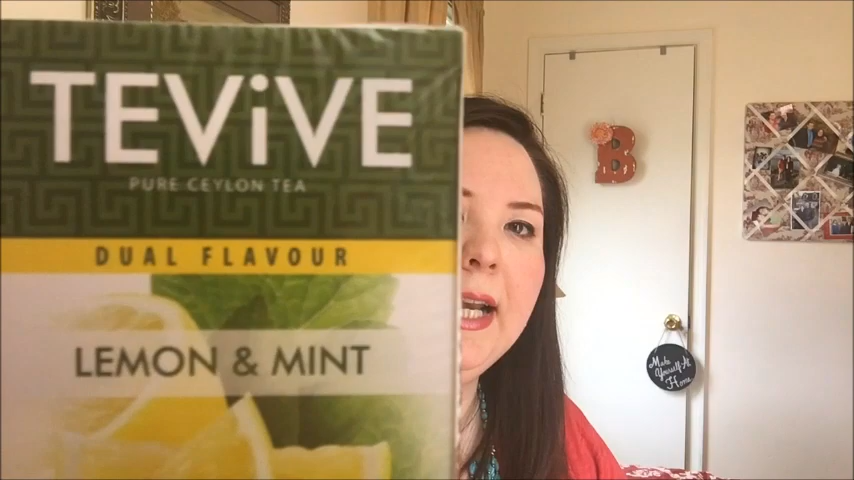 TEViVE
PURE CEYLON TEA
DUAL FLAVOUR
LEMON & MINT
B
Make
Yourself At
Home